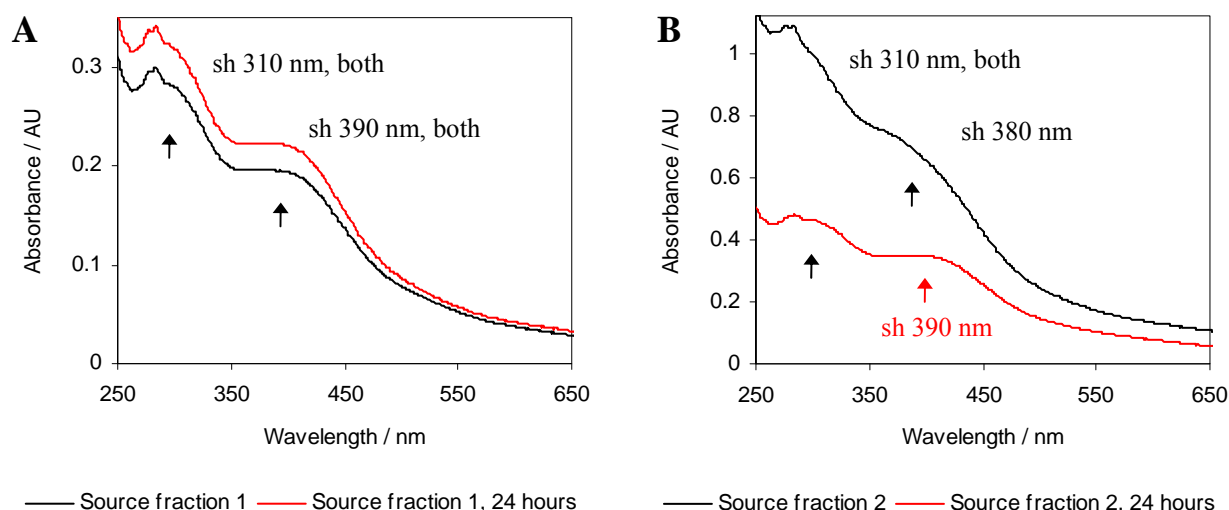 A
sh 310 nm, both
sh 390 nm, both
0.3
0.2
0.1
0
Absorbance / AU
250 350 450 550 650
Wavelength / nm
Source fraction 1 Source fraction 1, 24 hours
B
sh 310 nm, both
sh 380 nm
sh 390 nm
1
0.8
0.6
0.4
0.2
0
Absorbance / AU
250 350 450 550 650
Wavelength / nm
Source fraction 2 Source fraction 2, 24 hours